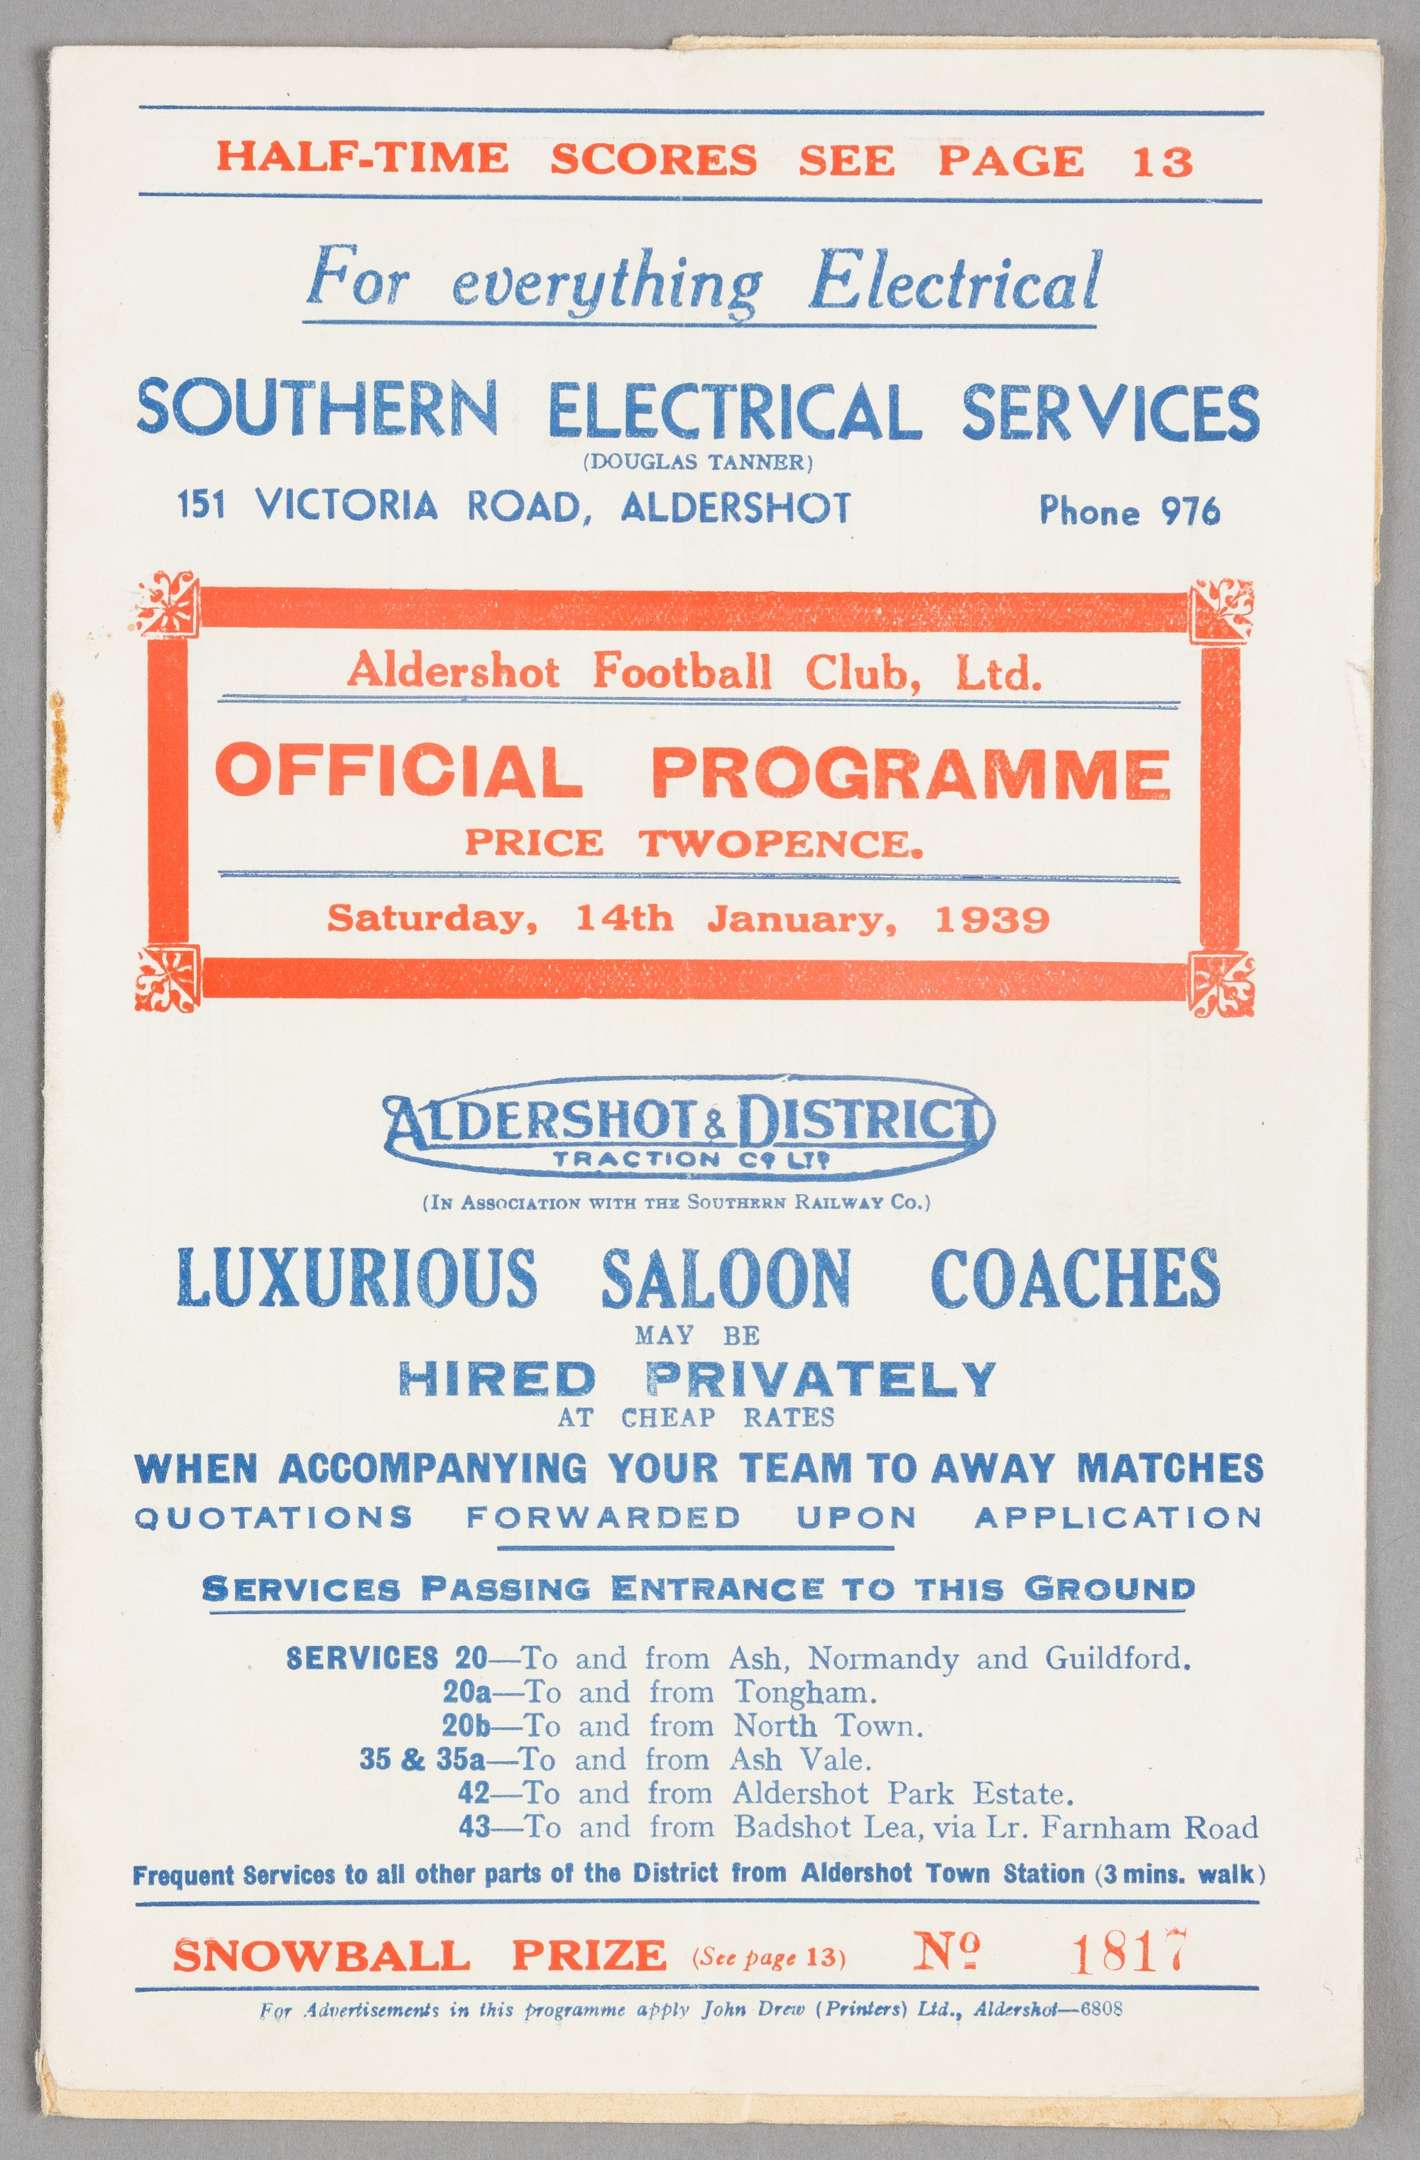 HALF-TIME SCORES SEE PAGE 13
For everything Electrical
SOUTHERN ELECTRICAL SERVICES
(DOUGLAS TANNER)
151 VICTORIA ROAD, ALDERSHOT Phone 976
Aldershot Football Club, Ltd.
OFFICIAL PROGRAMME
PRICE TWOPENCE.
Saturday, 14th January, 1939
ALDERSHOT & DISTRICT
TRACTION Co LTD
(IN ASSOCIATION WITH THE SOUTHERN RAILWAY CO.)
LUXURIOUS SALOON COACHES
MAY BE
HIRED PRIVATELY
AT CHEAP RATES
WHEN ACCOMPANYING YOUR TEAM TO AWAY MATCHES
QUOTATIONS FORWARDED UPON APPLICATION
SERVICES PASSING ENTRANCE TO THIS GROUND
SERVICES 20—To and from Ash, Normandy and Guildford.
20a—To and from Tongham.
20b—To and from North Town.
35 & 35a—To and from Ash Vale.
42—To and from Aldershot Park Estate.
43—To and from Badshot Lea, via Lr. Farnham Road
Frequent Services to all other parts of the District from Aldershot Town Station (3 mins. walk)
SNOWBALL PRIZE (See page 13) No 1817
For Advertisements in this programme apply John Drew (Printers) Ltd., Aldershot—6808